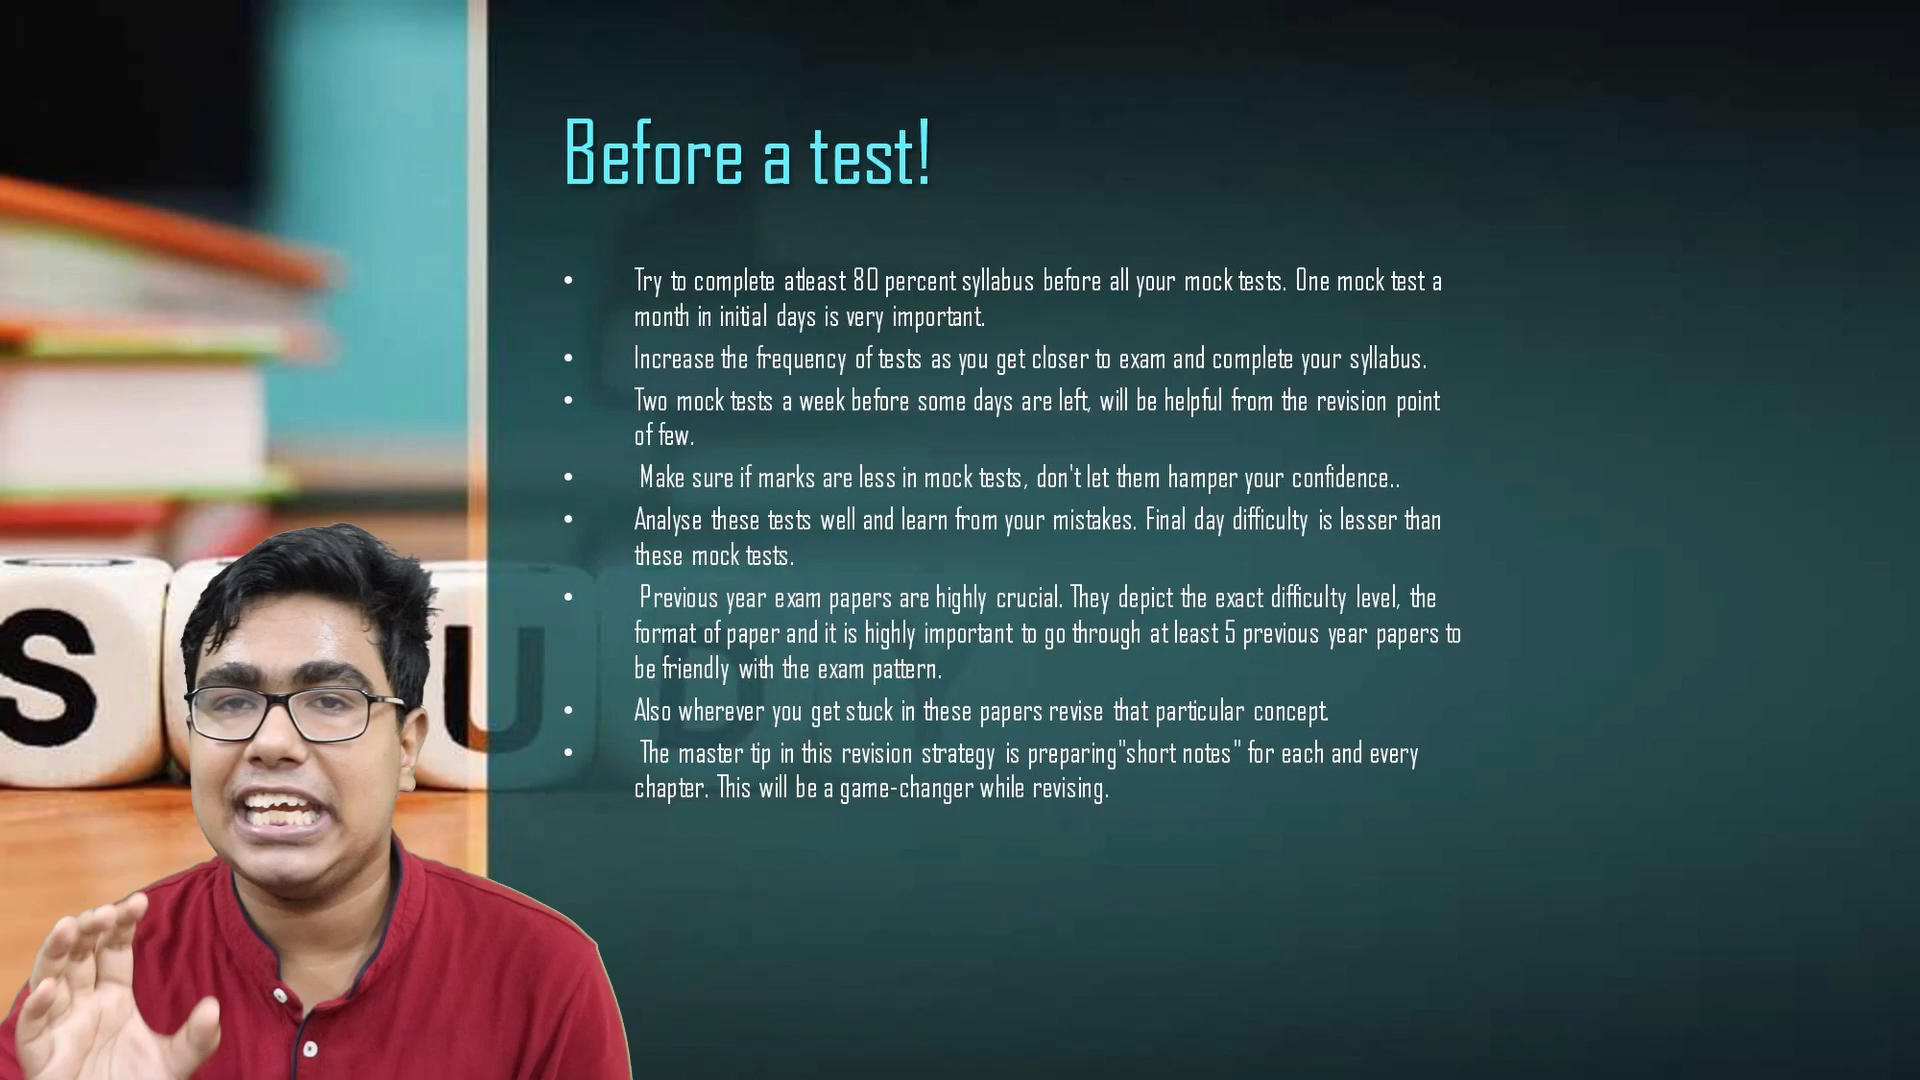 Before a test!
• Try to complete atleast 80 percent syllabus before all your mock tests. One mock test a
month in initial days is very important.
• Increase the frequency of tests as you get closer to exam and complete your syllabus.
• Two mock tests a week before some days are left, will be helpful from the revision point
of few.
• Make sure if marks are less in mock tests, don't let them hamper your confidence..
• Analyse these tests well and learn from your mistakes. Final day difficulty is lesser than
these mock tests.
• Previous year exam papers are highly crucial. They depict the exact difficulty level, the
format of paper and it is highly important to go through at least 5 previous year papers to
be friendly with the exam pattern.
• Also wherever you get stuck in these papers revise that particular concept.
• The master tip in this revision strategy is preparing"short notes" for each and every
chapter. This will be a game-changer while revising.
S U D Y